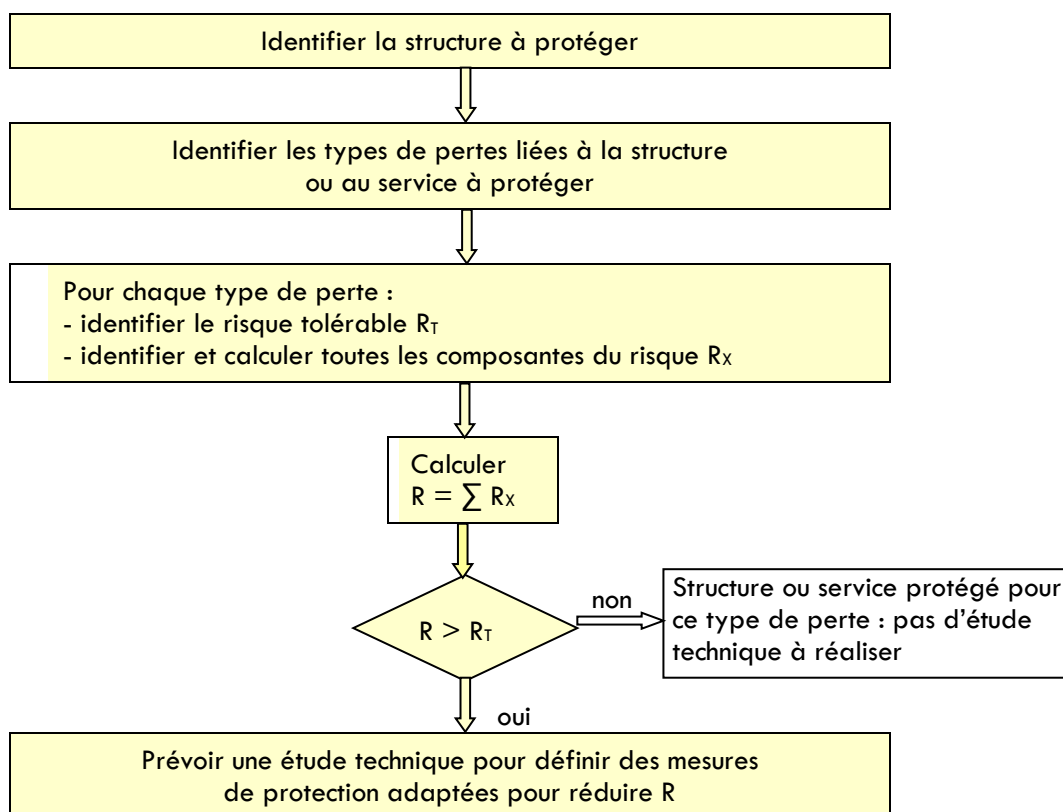 Identifier la structure à protéger
Identifier les types de pertes liées à la structure
ou au service à protéger
Pour chaque type de perte :
- identifier le risque tolérable RT
- identifier et calculer toutes les composantes du risque RX
Calculer
R = ∑ RX
R > RT
non
Structure ou service protégé pour
ce type de perte : pas d’étude
technique à réaliser
oui
Prévoir une étude technique pour définir des mesures
de protection adaptées pour réduire R